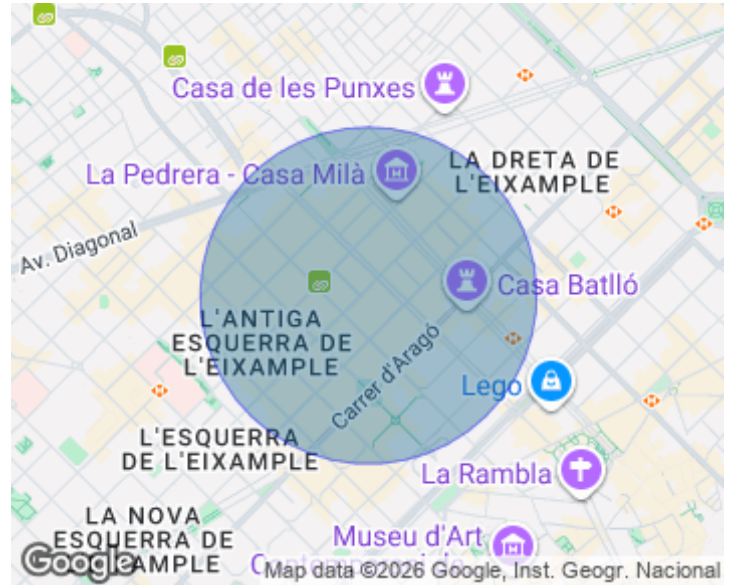 Casa de les Punxes
La Pedrera - Casa Milà
LA DRETA DE
L'EIXAMPLE
Av. Diagonal
Casa Batlló
L'ANTIGA
ESQUERRA DE
L'EIXAMPLE
Carrer d'Aragó
Lego
L'ESQUERRA
DE L'EIXAMPLE
La Rambla
LA NOVA
ESQUERRA DE
Museu d'Art
Google
Map data ©2026 Google, Inst. Geogr. Nacional